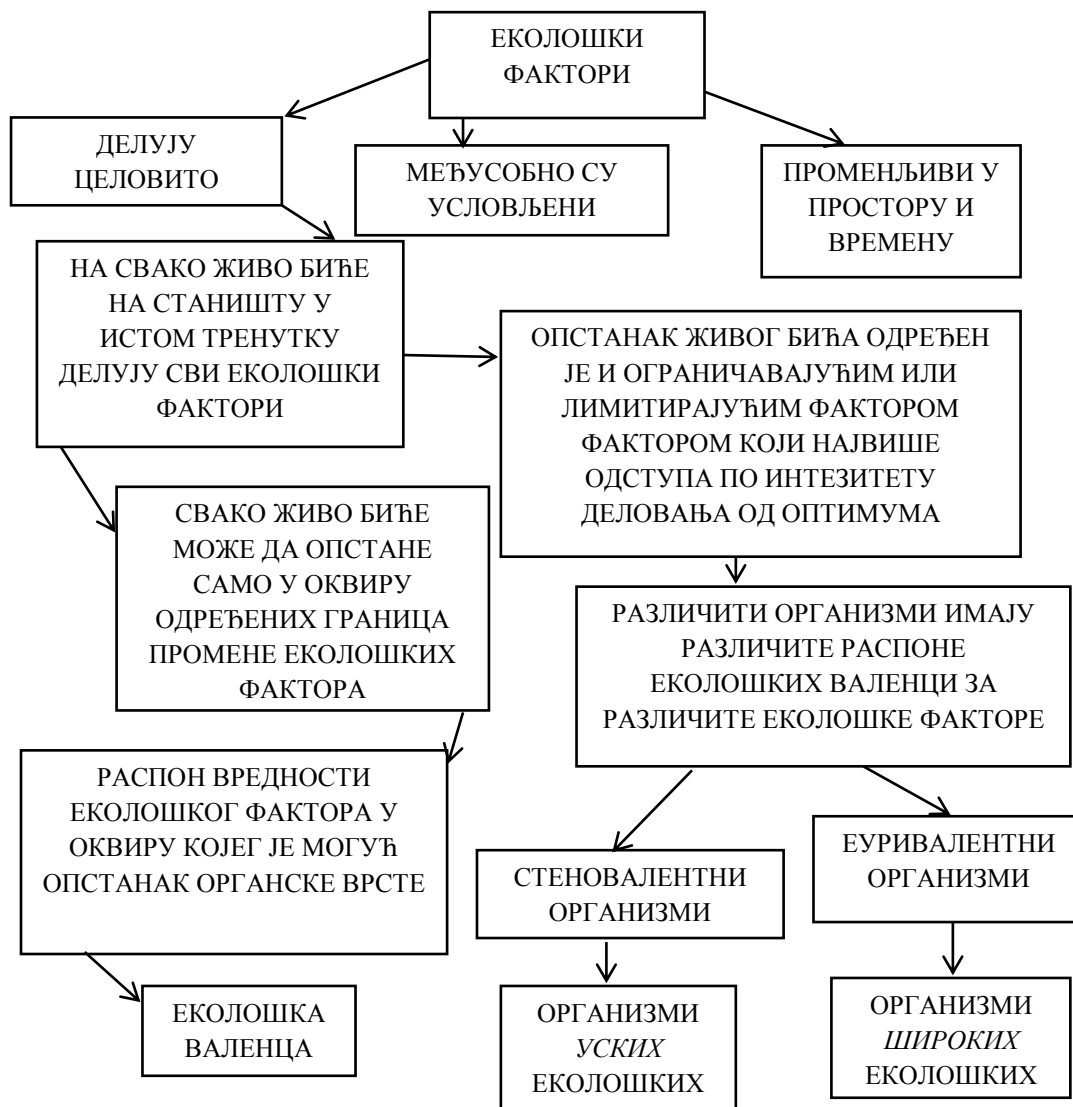 ЕКОЛОШКИ
ФАКТОРИ
ДЕЛУЈУ
ЦЕЛОВИТО
МЕЂУСОБНО СУ
УСЛОВЉЕНИ
ПРОМЕНЉИВИ У
ПРОСТОРУ И
ВРЕМЕНУ
НА СВАКО ЖИВО БИЋЕ
НА СТАНИШТУ У
ИСТОМ ТРЕНУТКУ
ДЕЛУЈУ СВИ ЕКОЛОШКИ
ФАКТОРИ
ОПСТАНАК ЖИВОГ БИЋА ОДРЕЂЕН
ЈЕ И ОГРАНИЧАВАЈУЋИМ ИЛИ
ЛИМИТИРАЈУЋИМ ФАКТОРОМ
ФАКТОРОМ КОЈИ НАЈВИШЕ
ОДСТУПА ПО ИНТЕЗИТЕТУ
ДЕЛОВАЊА ОД ОПТИМУМА
СВАКО ЖИВО БИЋЕ
МОЖЕ ДА ОПСТАНЕ
САМО У ОКВИРУ
ОДРЕЂЕНИХ ГРАНИЦА
ПРОМЕНЕ ЕКОЛОШКИХ
ФАКТОРА
РАЗЛИЧИТИ ОРГАНИЗМИ ИМАЈУ
РАЗЛИЧИТЕ РАСПОНЕ
ЕКОЛОШКИХ ВАЛЕНЦИ ЗА
РАЗЛИЧИТЕ ЕКОЛОШКЕ ФАКТОРЕ
РАСПОН ВРЕДНОСТИ
ЕКОЛОШКОГ ФАКТОРА У
ОКВИРУ КОЈЕГ ЈЕ МОГУЋ
ОПСТАНАК ОРГАНСКЕ ВРСТЕ
СТЕНОВАЛЕНТНИ
ОРГАНИЗМИ
ЕУРИВАЛЕНТНИ
ОРГАНИЗМИ
ЕКОЛОШКА
ВАЛЕНЦА
ОРГАНИЗМИ
УСКИХ
ЕКОЛОШКИХ
ОРГАНИЗМИ
ШИРОКИХ
ЕКОЛОШКИХ